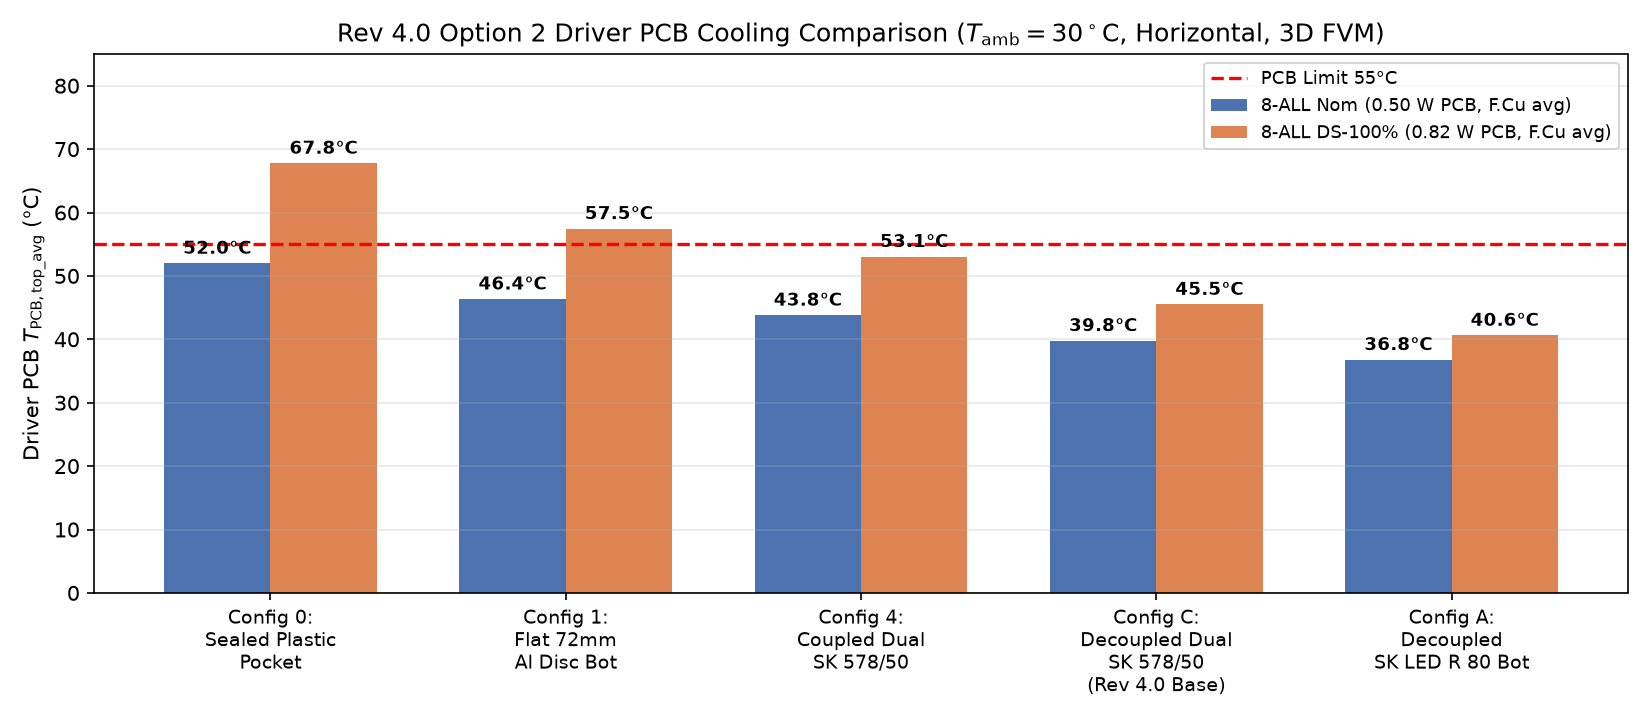 Rev 4.0 Option 2 Driver PCB Cooling Comparison (T_amb = 30°C, Horizontal, 3D FVM)
PCB Limit 55°C
8-ALL Nom (0.50 W PCB, F.Cu avg)
8-ALL DS-100% (0.82 W PCB, F.Cu avg)
Driver PCB T_PCB,top_avg (°C)
80
70
60
50
40
30
20
10
0
52.0°C
67.8°C
46.4°C
57.5°C
43.8°C
53.1°C
39.8°C
45.5°C
36.8°C
40.6°C
Config 0:
Sealed Plastic
Pocket
Config 1:
Flat 72mm
Al Disc Bot
Config 4:
Coupled Dual
SK 578/50
Config C:
Decoupled Dual
SK 578/50
(Rev 4.0 Base)
Config A:
Decoupled
SK LED R 80 Bot